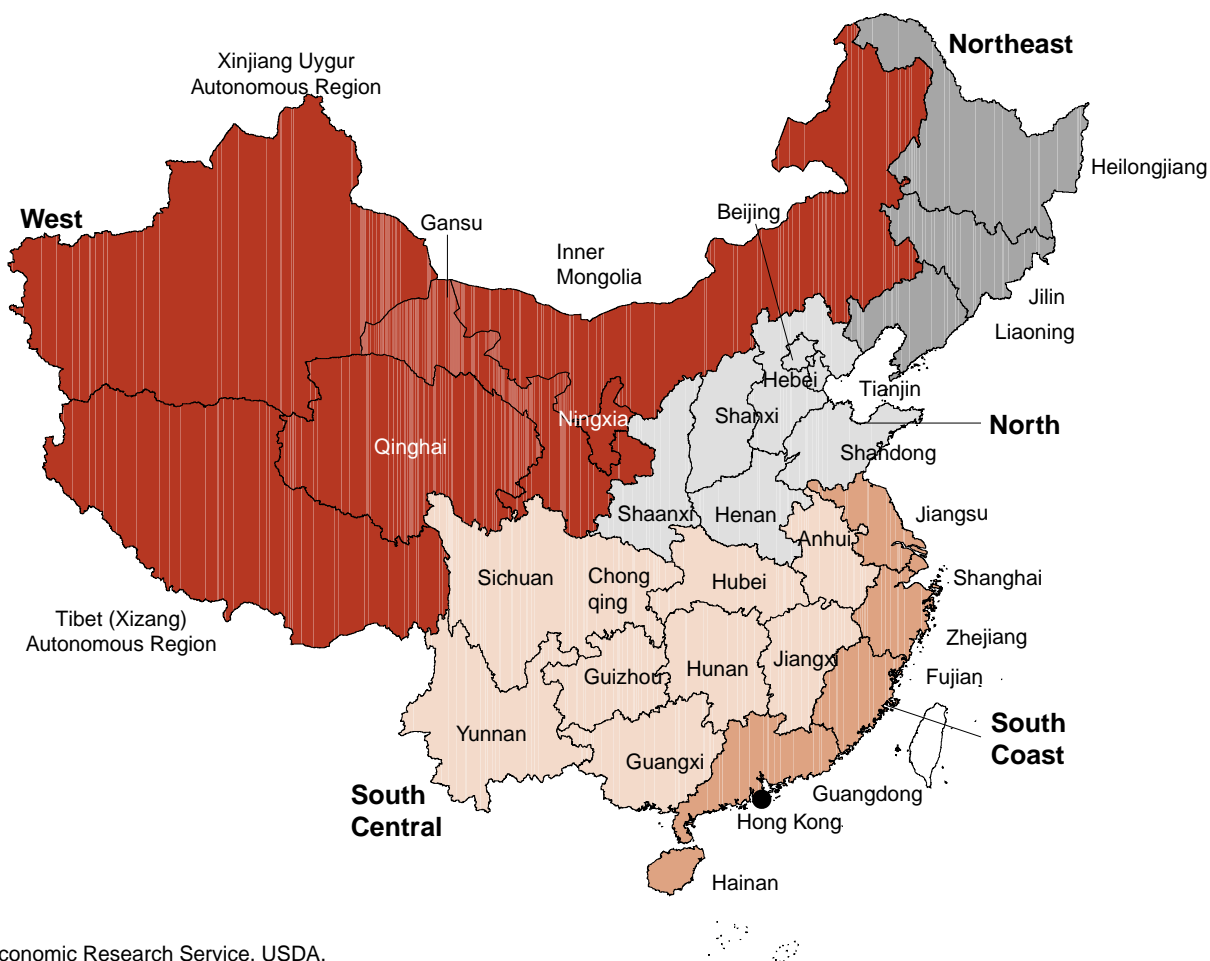 Northeast
Xinjiang Uygur
Autonomous Region
Heilongjiang
West
Gansu
Beijing
Inner
Mongolia
Jilin
Liaoning
Hebei
Tianjin
Ningxia
Shanxi
North
Qinghai
Shandong
Shaanxi
Henan
Jiangsu
Anhui
Sichuan
Chong
qing
Hubei
Shanghai
Tibet (Xizang)
Autonomous Region
Zhejiang
Guizhou
Hunan
Jiangxi
Fujian
Yunnan
South
Coast
Guangxi
South
Central
Guangdong
Hong Kong
Hainan
conomic Research Service, USDA.